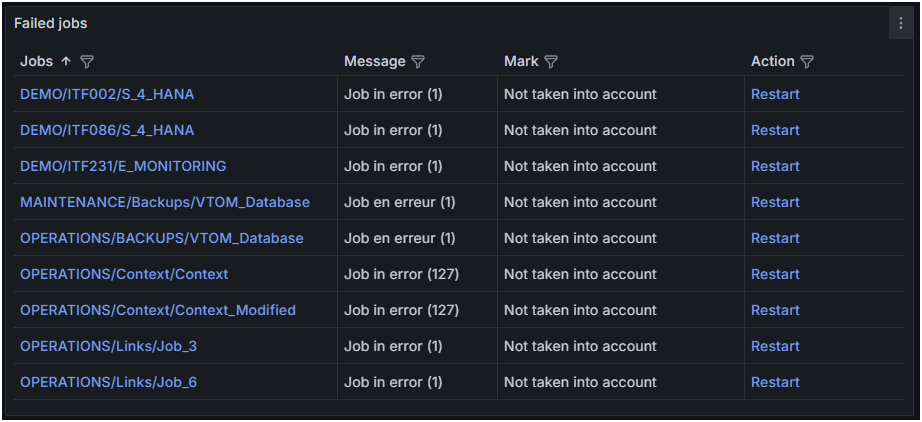 Failed jobs
Jobs Message Mark Action
DEMO/ITF002/S_4_HANA Job in error (1) Not taken into account Restart
DEMO/ITF086/S_4_HANA Job in error (1) Not taken into account Restart
DEMO/ITF231/E_MONITORING Job in error (1) Not taken into account Restart
MAINTENANCE/Backups/VTOM_Database Job en erreur (1) Not taken into account Restart
OPERATIONS/BACKUPS/VTOM_Database Job en erreur (1) Not taken into account Restart
OPERATIONS/Context/Context Job in error (127) Not taken into account Restart
OPERATIONS/Context/Context_Modified Job in error (127) Not taken into account Restart
OPERATIONS/Links/Job_3 Job in error (1) Not taken into account Restart
OPERATIONS/Links/Job_6 Job in error (1) Not taken into account Restart